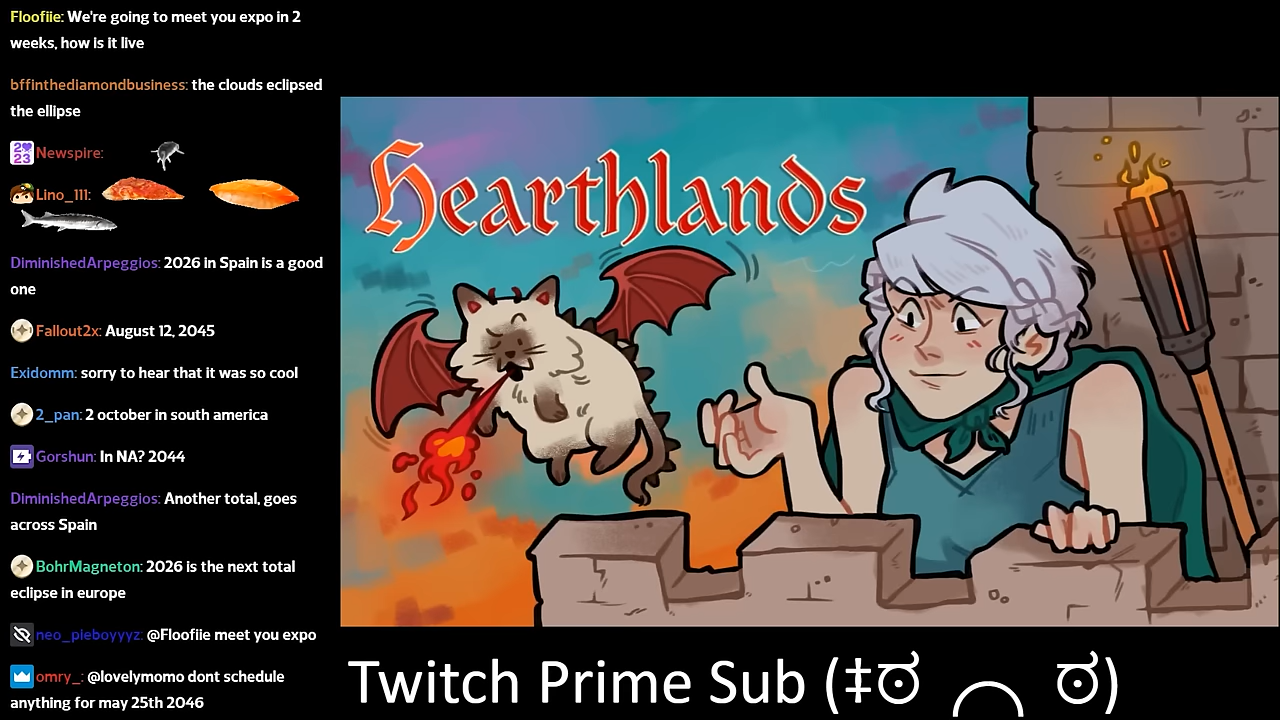 Floofiie: We're going to meet you expo in 2
weeks, how is it live
bffinthediamondbusiness: the clouds eclipsed
the ellipse
Newspire:
Lino_111:
DiminishedArpeggios: 2026 in Spain is a good
one
Fallout2x: August 12, 2045
Exidomm: sorry to hear that it was so cool
2_pan: 2 october in south america
Gorshun: In NA? 2044
DiminishedArpeggios: Another total, goes
across Spain
BohrMagneton: 2026 is the next total
eclipse in europe
neo_pieboyyyz: @Floofiie meet you expo
omry_: @lovelymomo dont schedule
anything for may 25th 2046
Hearthlands
Twitch Prime Sub (‡ಠ ╭╮ ಠ)